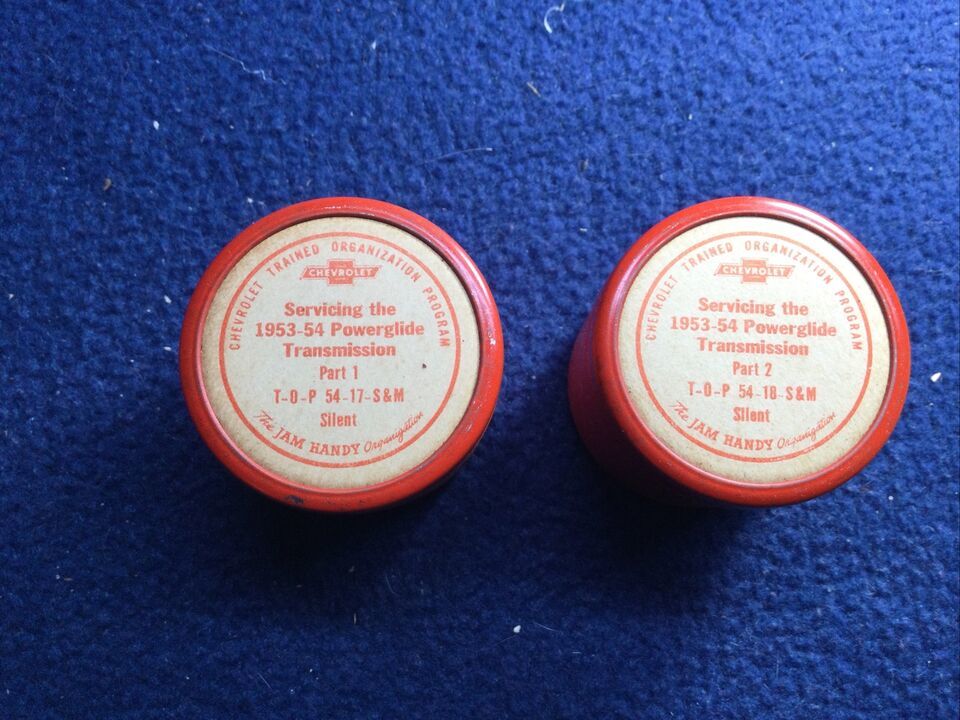 CHEVROLET TRAINED ORGANIZATION PROGRAM
CHEVROLET
Servicing the
1953-54 Powerglide
Transmission
Part 1
T-O-P 54-17-S&M
Silent
The JAM HANDY Organization
CHEVROLET TRAINED ORGANIZATION PROGRAM
CHEVROLET
Servicing the
1953-54 Powerglide
Transmission
Part 2
T-O-P 54-18-S&M
Silent
The JAM HANDY Organization